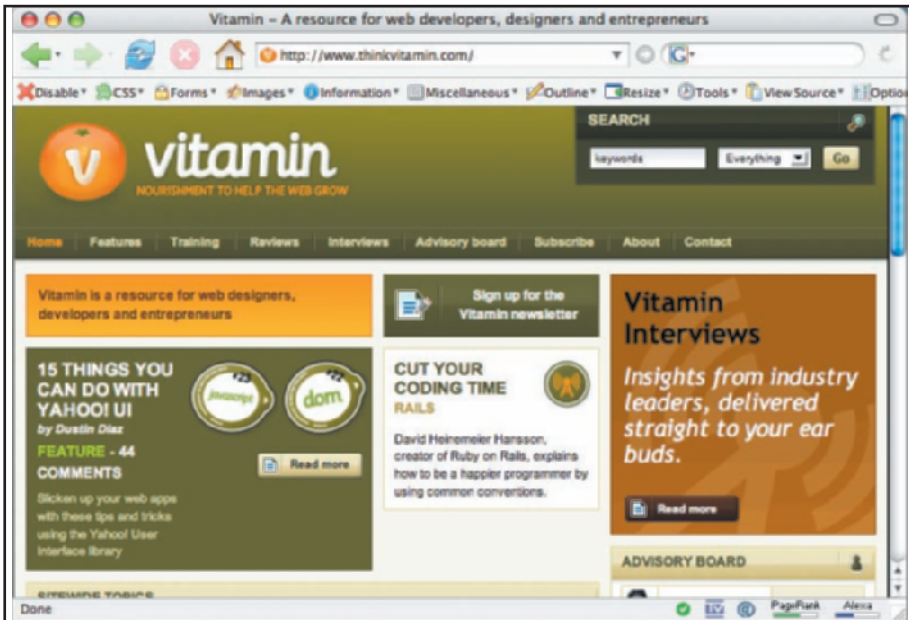 Vitamin – A resource for web developers, designers and entrepreneurs
http://www.thinkvitamin.com/
G
Disable CSS Forms Images Information Miscellaneous Outline Resize Tools View Source Option
SEARCH
keywords Everything Go
v vitamin
NOURISHMENT TO HELP THE WEB GROW
Home Features Training Reviews Interviews Advisory board Subscribe About Contact
Vitamin is a resource for web designers,
developers and entrepreneurs
15 THINGS YOU
CAN DO WITH
YAHOO! UI
by Dustin Diaz
FEATURE - 44
COMMENTS
Slicken up your web apps
with these tips and tricks
using the Yahoo! User
Interface library
javascript
dom
Read more
Sign up for the
Vitamin newsletter
CUT YOUR
CODING TIME
RAILS
David Heinemeier Hansson,
creator of Ruby on Rails, explains
how to be a happier programmer by
using common conventions.
Vitamin
Interviews
Insights from industry
leaders, delivered
straight to your ear
buds.
Read more
ADVISORY BOARD
SITEWIDE TOPICS
Done PageRank Alexa